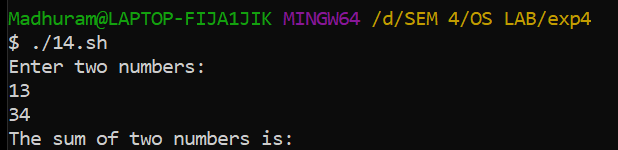 Madhuram@LAPTOP-FIJA1JIK MINGW64 /d/SEM 4/OS LAB/exp4
$ ./14.sh
Enter two numbers:
13
34
The sum of two numbers is: